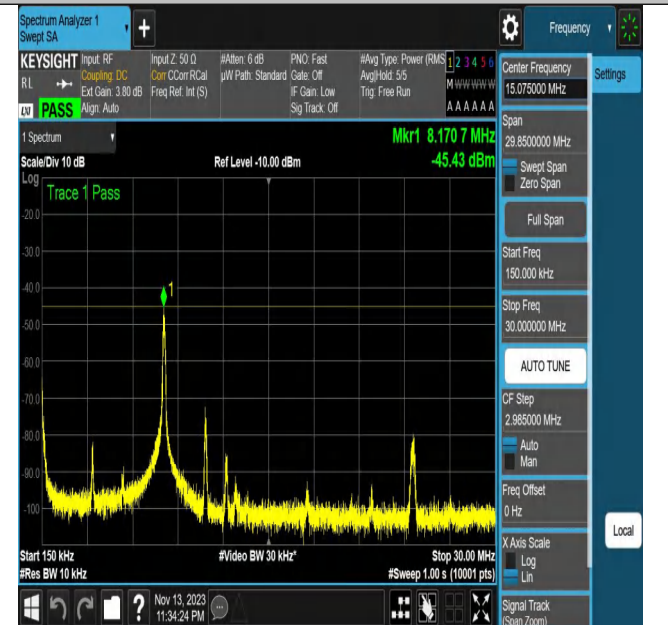 Spectrum Analyzer 1
Swept SA
Frequency
KEYSIGHT
RL
LXI
PASS
Input: RF
Coupling: DC
Ext Gain: 3.80 dB
Align: Auto
Input Z: 50 Ω
Corr CCorr RCal
Freq Ref: Int (S)
#Atten: 6 dB
µW Path: Standard
PNO: Fast
Gate: Off
IF Gain: Low
Sig Track: Off
#Avg Type: Power (RMS
Avg|Hold: 5/5
Trig: Free Run
1 2 3 4 5 6
M W W W W W
A A A A A A
1 Spectrum
Scale/Div 10 dB
Log
Ref Level -10.00 dBm
Mkr1 8.170 7 MHz
-45.43 dBm
Trace 1 Pass
1
-20.0
-30.0
-40.0
-50.0
-60.0
-70.0
-80.0
-90.0
-100
Start 150 kHz
#Res BW 10 kHz
#Video BW 30 kHz*
Stop 30.00 MHz
#Sweep 1.00 s (10001 pts)
Nov 13, 2023
11:34:24 PM
Center Frequency
15.075000 MHz
Settings
Span
29.8500000 MHz
Swept Span
Zero Span
Full Span
Start Freq
150.000 kHz
Stop Freq
30.000000 MHz
AUTO TUNE
CF Step
2.985000 MHz
Auto
Man
Freq Offset
0 Hz
X Axis Scale
Log
Lin
Local
Signal Track
(Span Zoom)